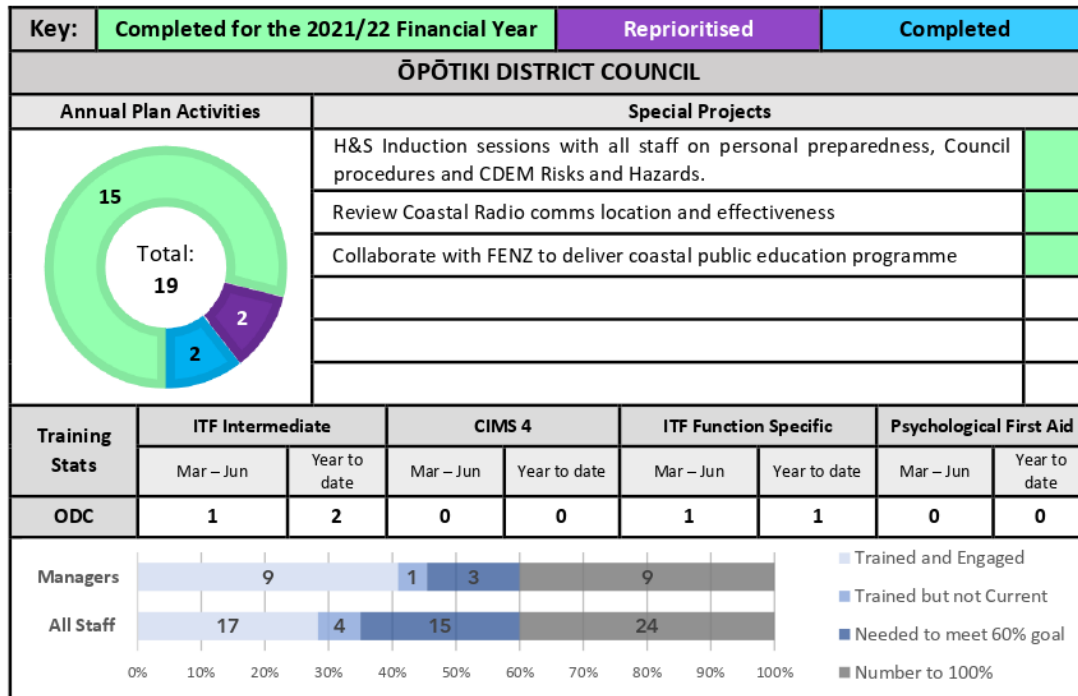 Key: Completed for the 2021/22 Financial Year Reprioritised Completed
ŌPŌTIKI DISTRICT COUNCIL
Annual Plan Activities Special Projects
15
Total:
19
2
2
H&S Induction sessions with all staff on personal preparedness, Council
procedures and CDEM Risks and Hazards.
Review Coastal Radio comms location and effectiveness
Collaborate with FENZ to deliver coastal public education programme
Training
Stats
ITF Intermediate CIMS 4 ITF Function Specific Psychological First Aid
Mar – Jun Year to
date Mar – Jun Year to date Mar – Jun Year to date Mar – Jun Year to
date
ODC 1 2 0 0 1 1 0 0
Managers 9 1 3 9
All Staff 17 4 15 24
0% 10% 20% 30% 40% 50% 60% 70% 80% 90% 100%
Trained and Engaged
Trained but not Current
Needed to meet 60% goal
Number to 100%